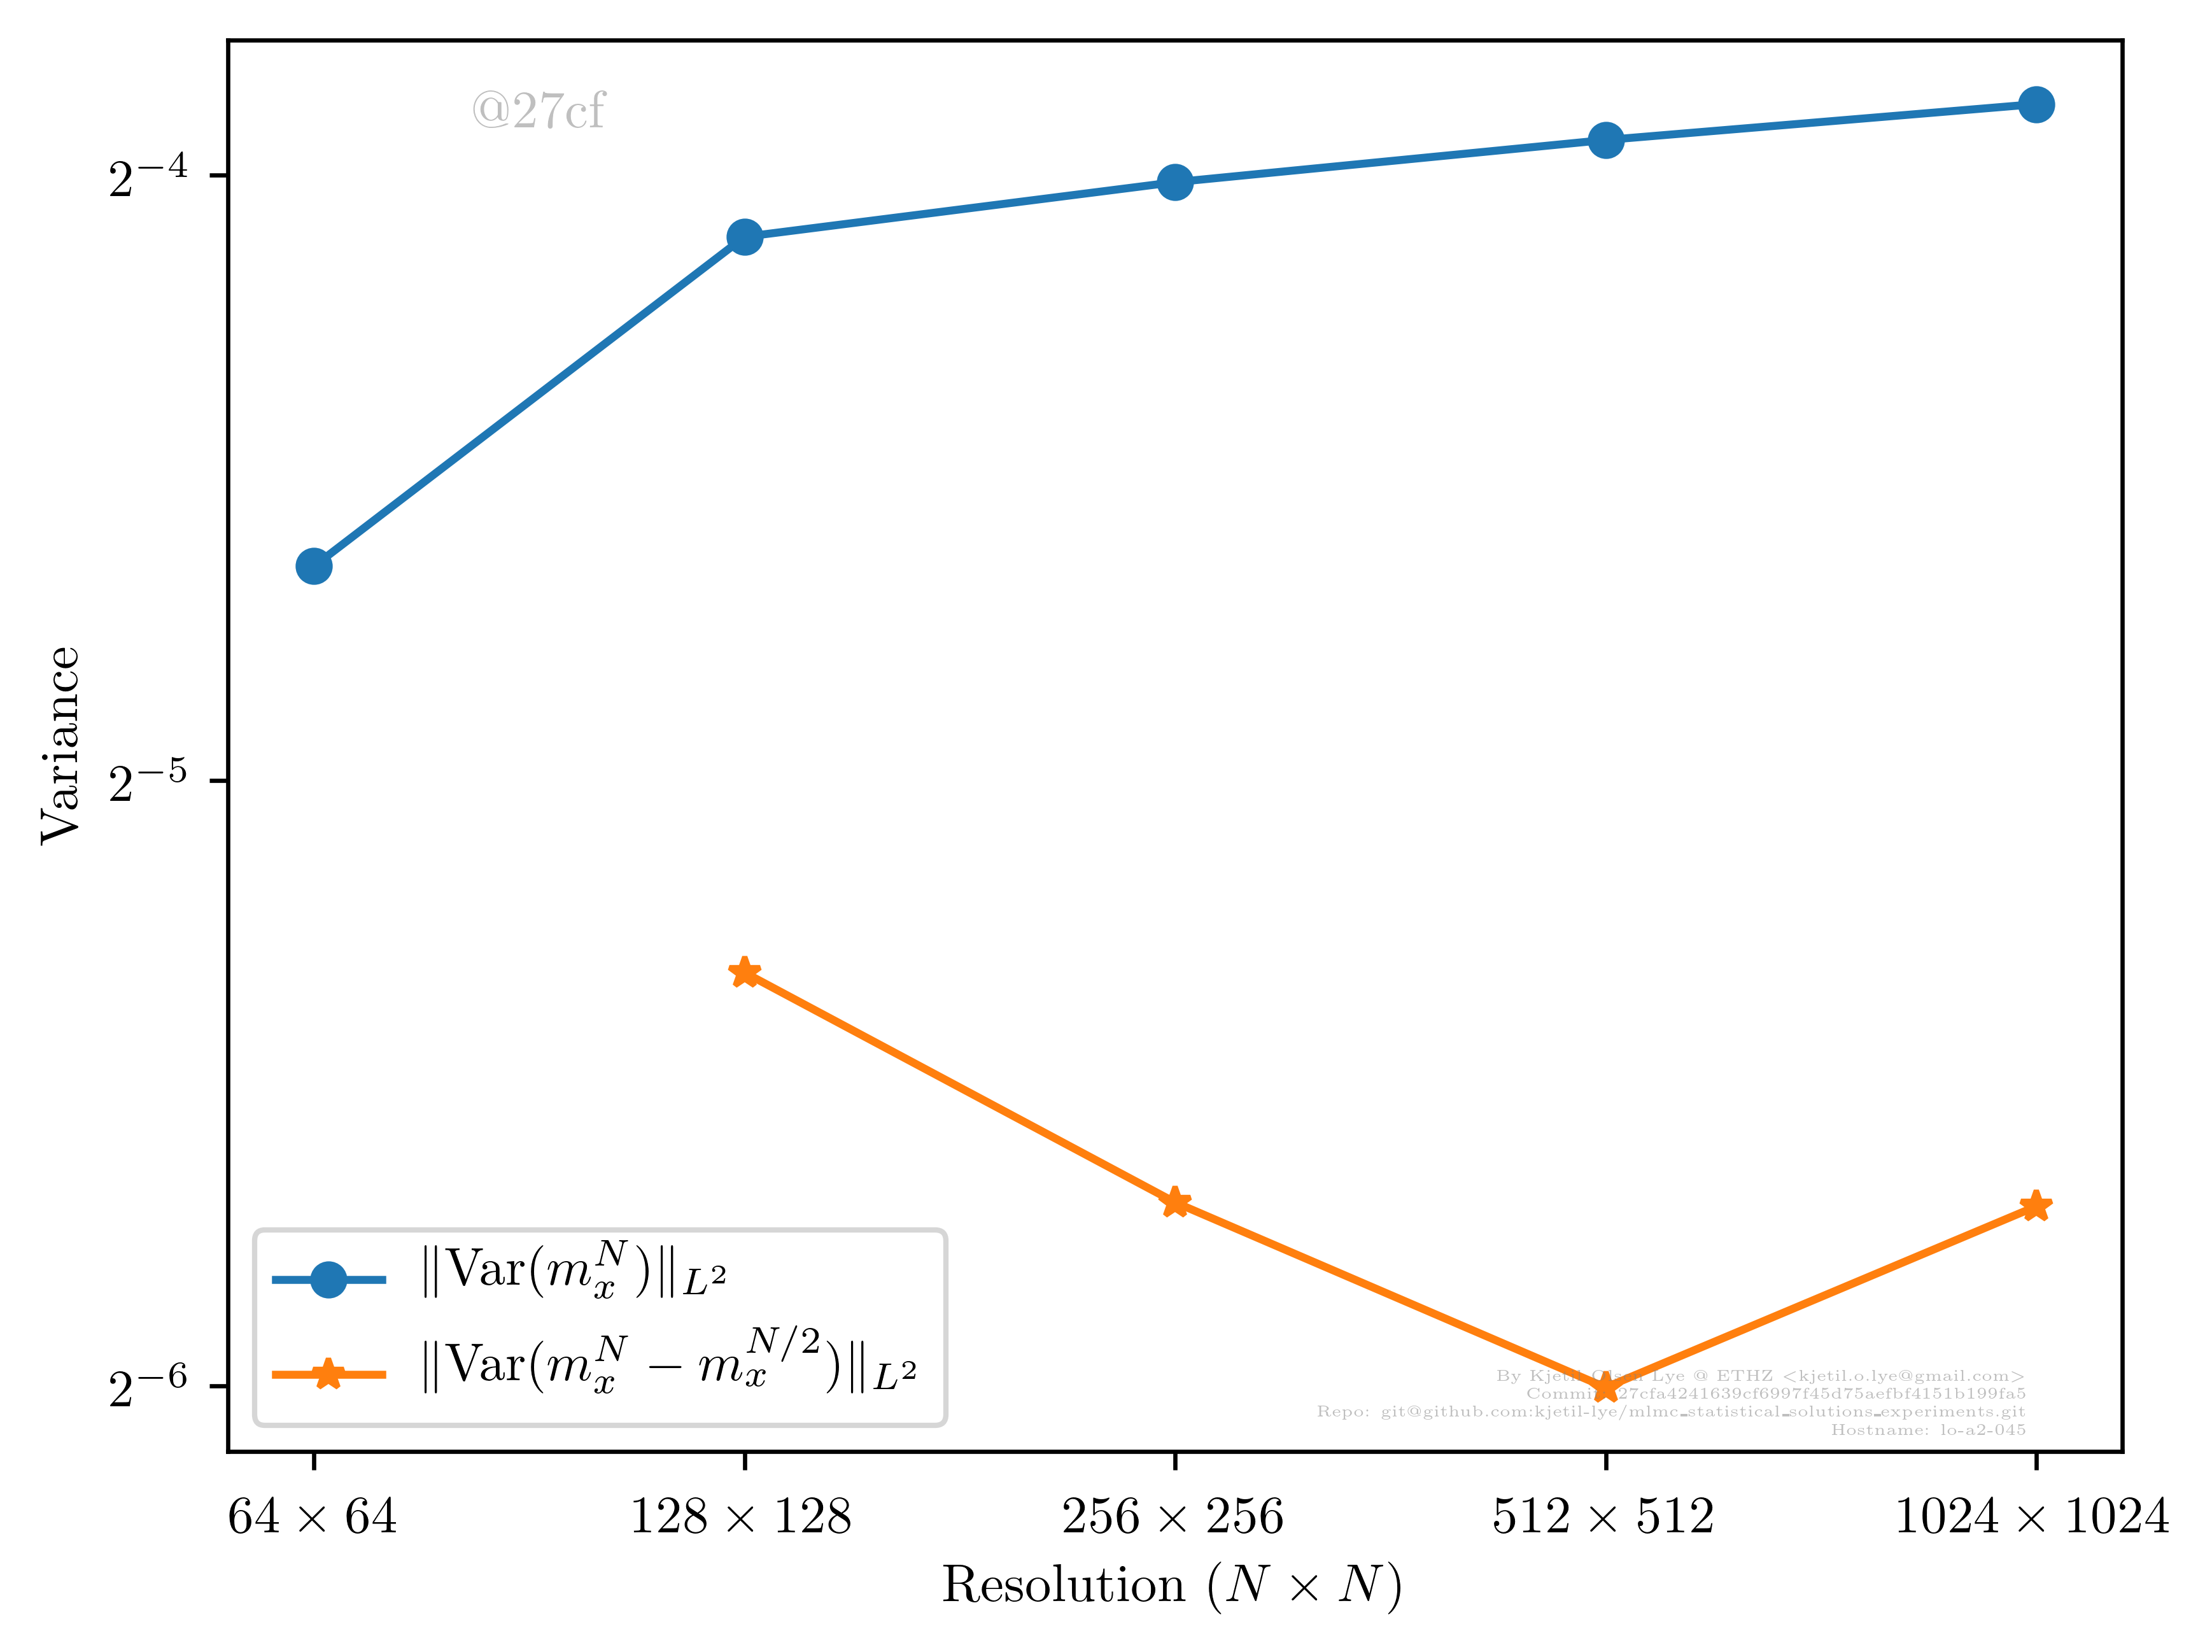 @27cf
2^{-4}
2^{-5}
2^{-6}
Variance
‖Var(m_x^N)‖_{L^2}
‖Var(m_x^N − m_x^{N/2})‖_{L^2}
By Kjetil Lye @ ETHZ <kjetil.o.lye@gmail.com>
27cfa4241639cf6997f45d75aefbf4151b199fa5
Repo: git@github.com:kjetil-lye/mlmc_statistical_solutions_experiments.git
Hostname: lo-a2-045
64 × 64
128 × 128
256 × 256
512 × 512
1024 × 1024
Resolution (N × N)